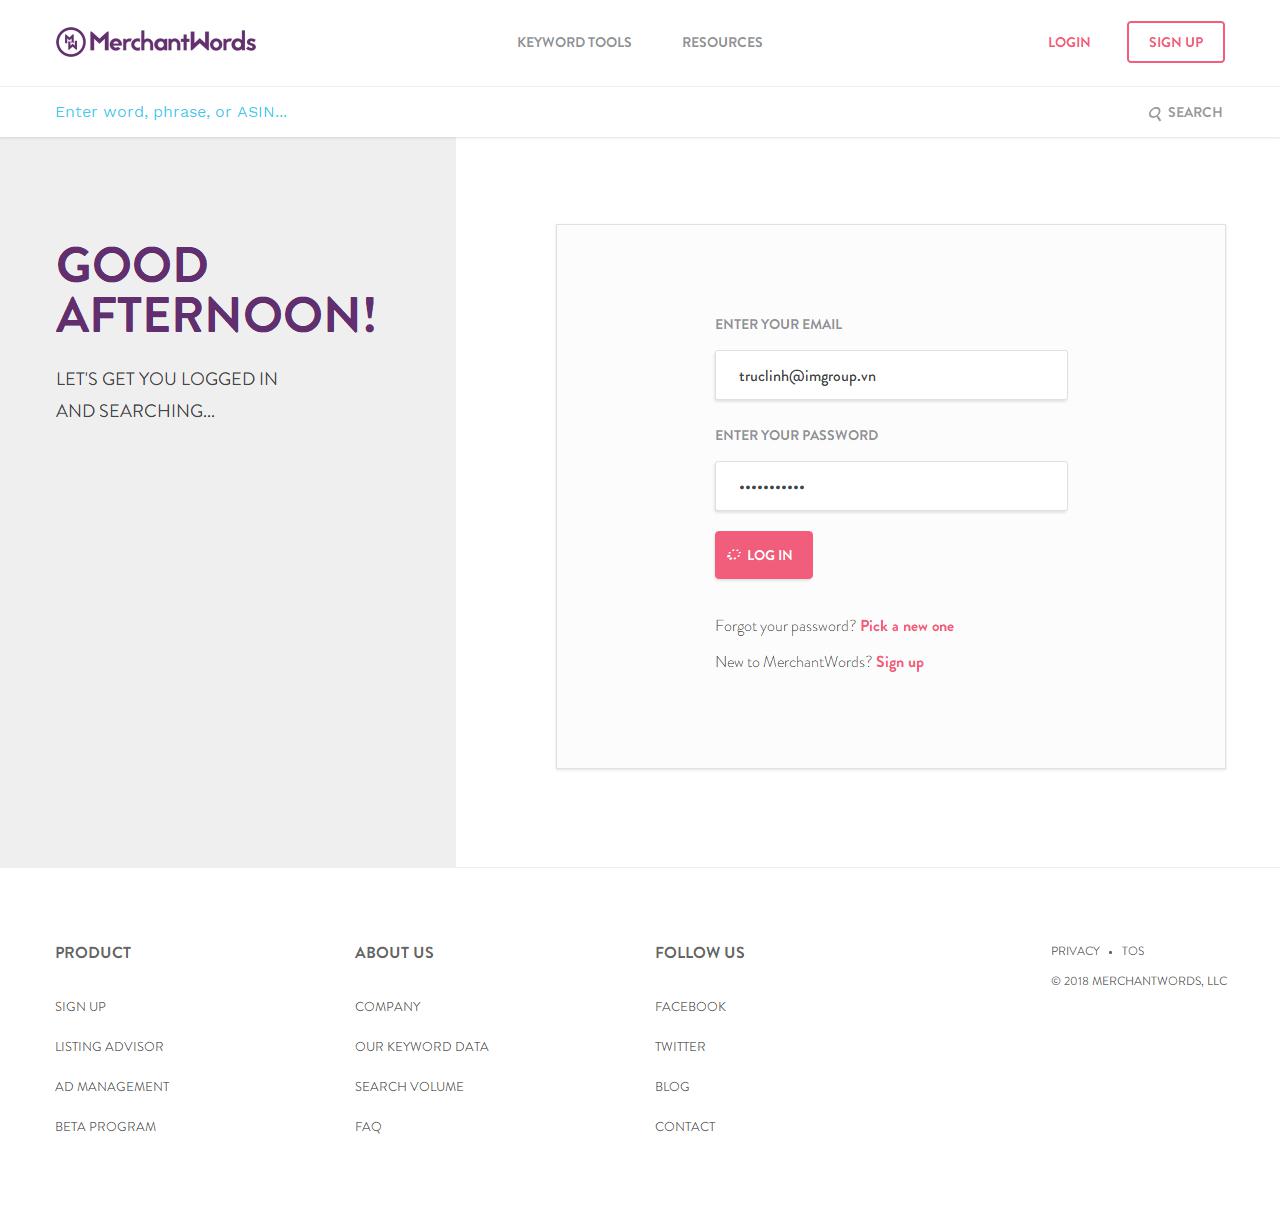 MerchantWords
KEYWORD TOOLS
RESOURCES
LOGIN
SIGN UP
Enter word, phrase, or ASIN...
SEARCH
GOOD
AFTERNOON!
LET'S GET YOU LOGGED IN
AND SEARCHING...
ENTER YOUR EMAIL
truclinh@imgroup.vn
ENTER YOUR PASSWORD
•••••••••••
LOG IN
Forgot your password? Pick a new one
New to MerchantWords? Sign up
PRODUCT
SIGN UP
LISTING ADVISOR
AD MANAGEMENT
BETA PROGRAM
ABOUT US
COMPANY
OUR KEYWORD DATA
SEARCH VOLUME
FAQ
FOLLOW US
FACEBOOK
TWITTER
BLOG
CONTACT
PRIVACY • TOS
© 2018 MERCHANTWORDS, LLC